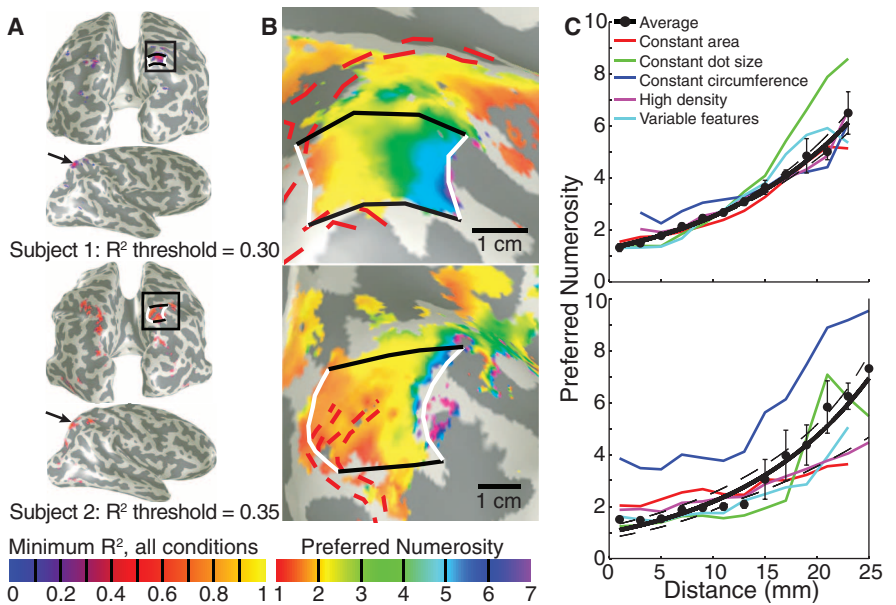 A
B
C
Subject 1: R² threshold = 0.30
Subject 2: R² threshold = 0.35
1 cm
1 cm
Minimum R², all conditions
0 0.2 0.4 0.6 0.8 1
Preferred Numerosity
1 2 3 4 5 6 7
Average
Constant area
Constant dot size
Constant circumference
High density
Variable features
Preferred Numerosity
10
8
6
4
2
0
10
8
6
4
2
0
0 5 10 15 20 25
Distance (mm)